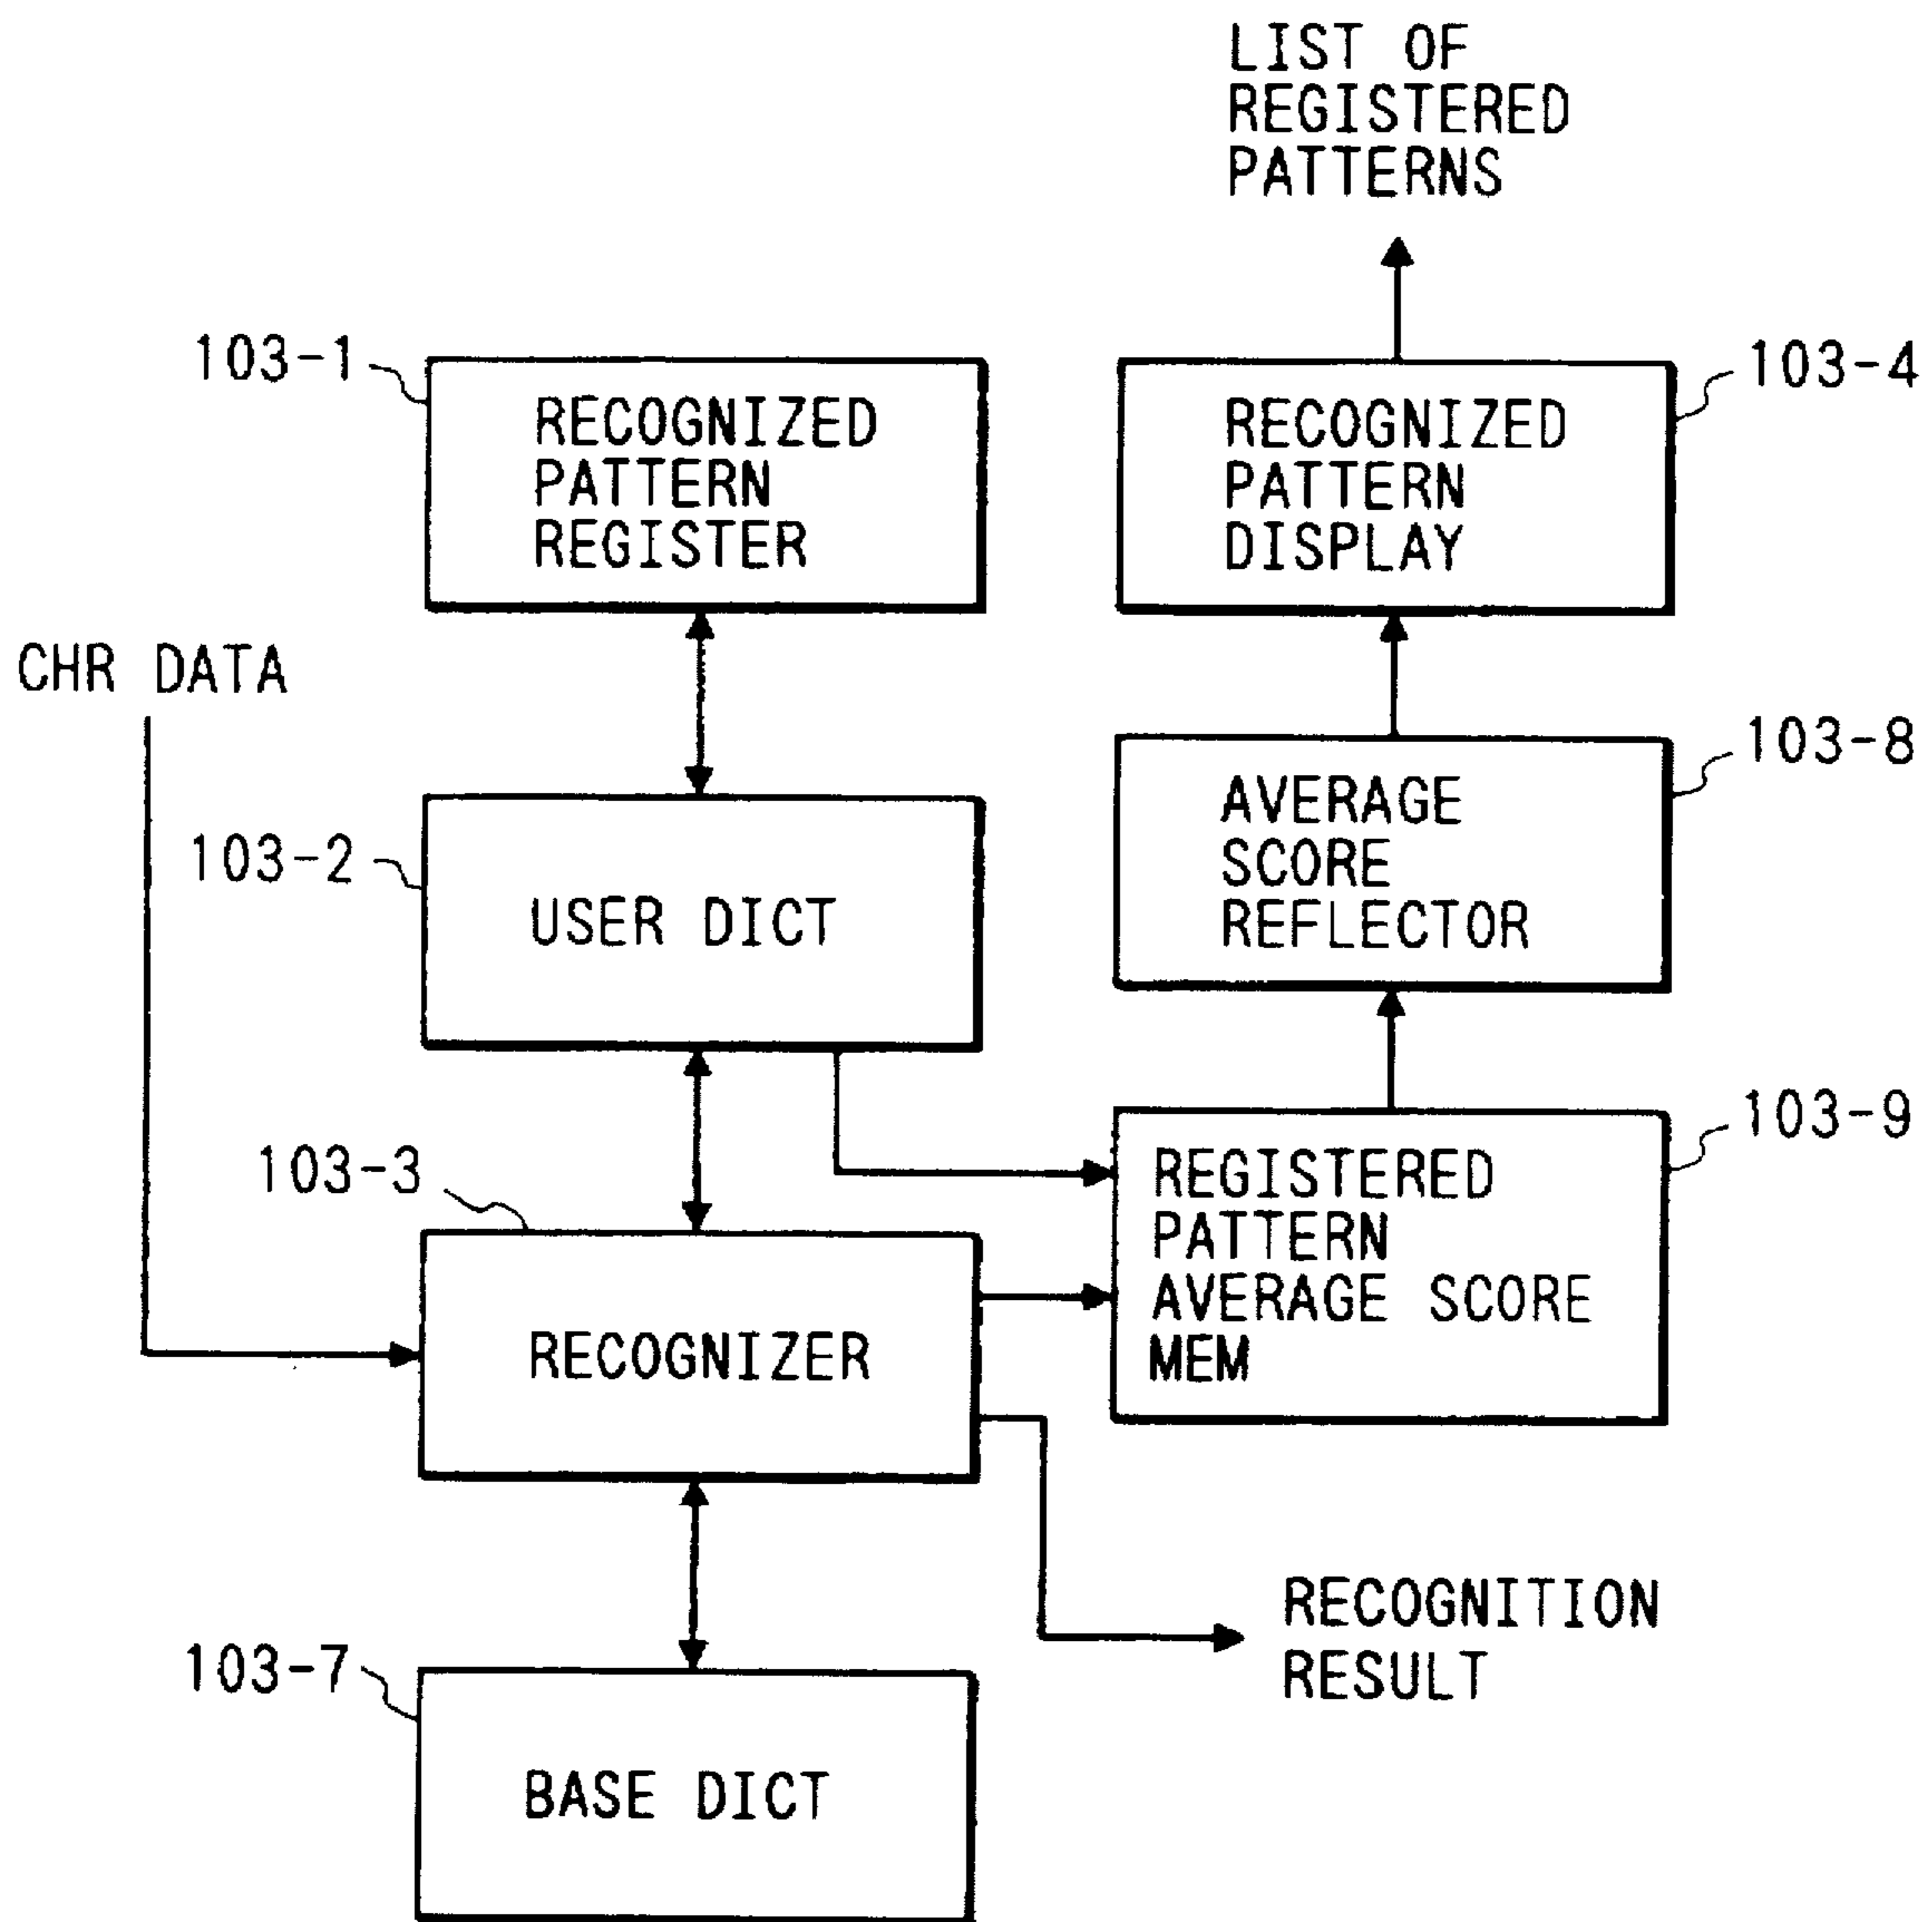 LIST OF
REGISTERED
PATTERNS
103-1
RECOGNIZED
PATTERN
REGISTER
103-4
RECOGNIZED
PATTERN
DISPLAY
CHR DATA
103-2
USER DICT
103-8
AVERAGE
SCORE
REFLECTOR
103-3
RECOGNIZER
103-9
REGISTERED
PATTERN
AVERAGE SCORE
MEM
RECOGNITION
RESULT
103-7
BASE DICT